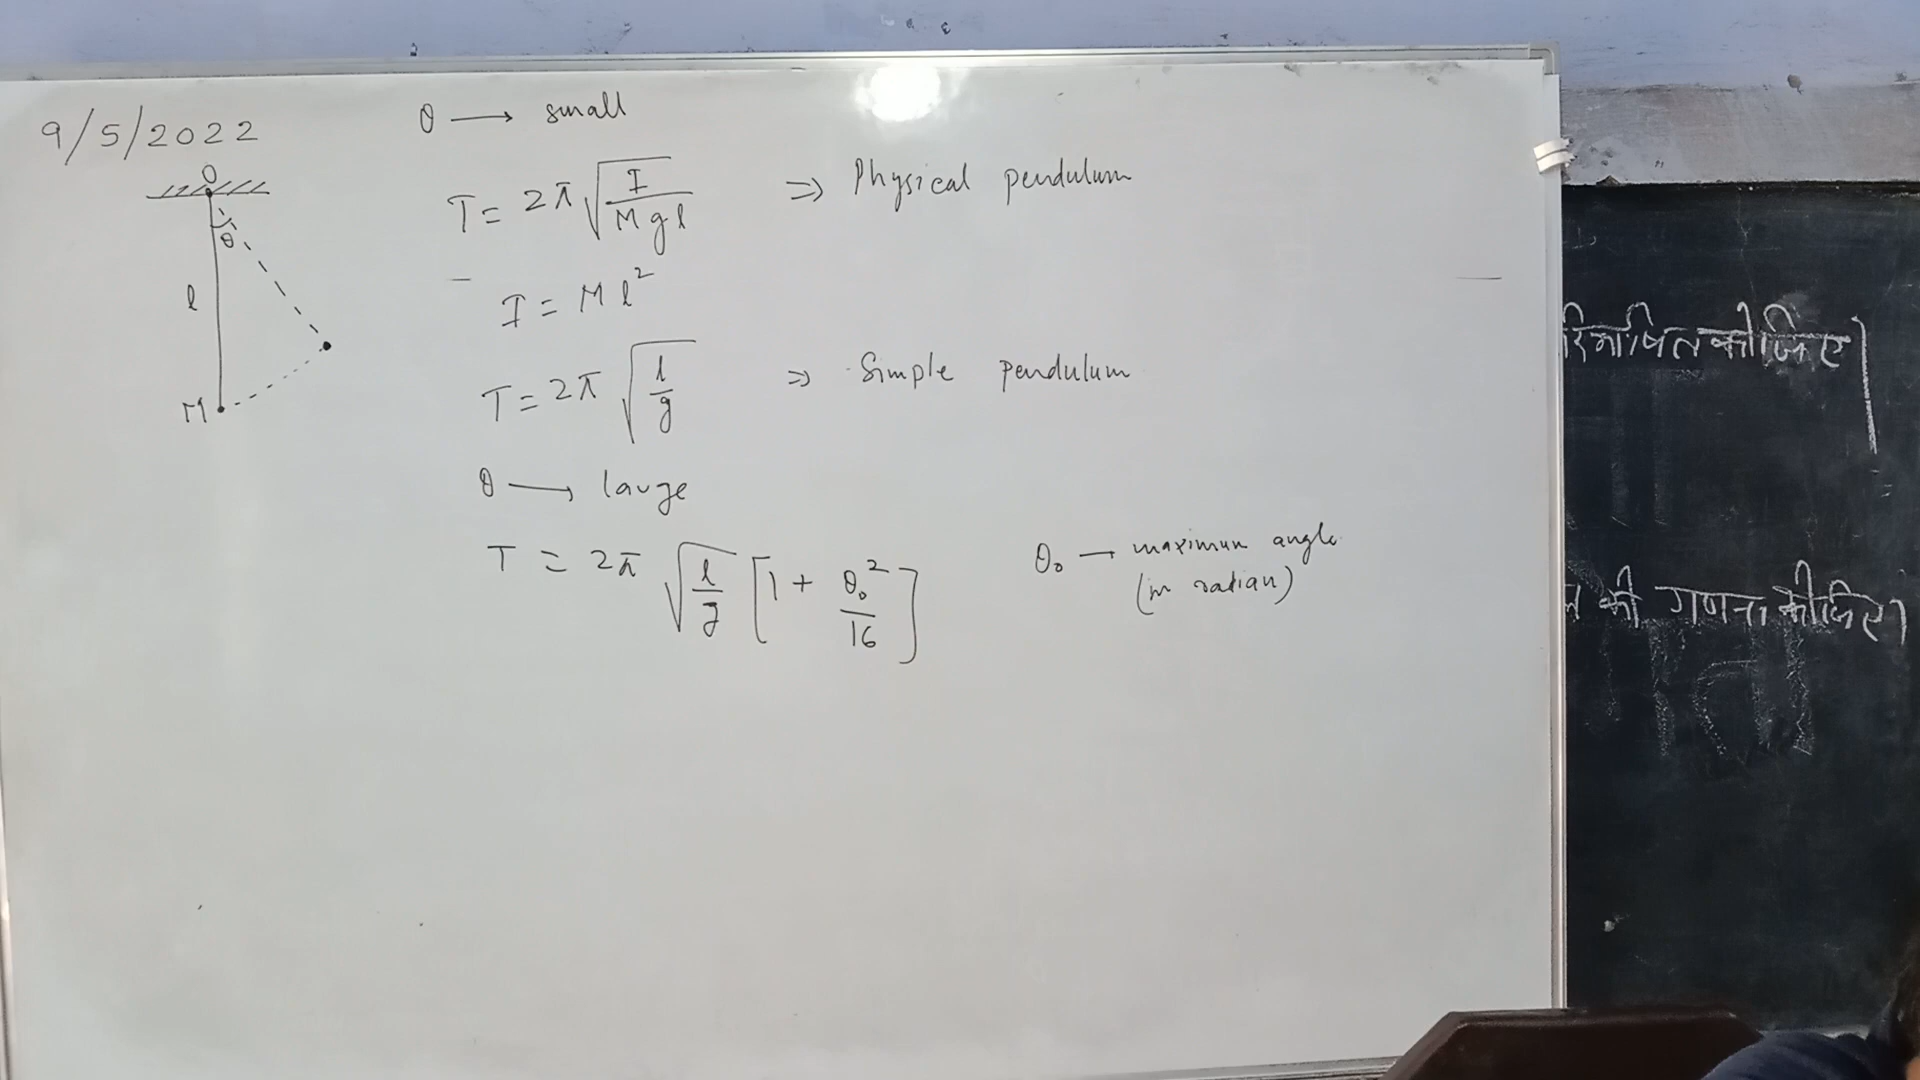 9/5/2022
O
θ
l
M
θ → small
T = 2π √(I / Mgl) ⇒ Physical pendulum
I = Ml²
T = 2π √(l / g) ⇒ Simple pendulum
θ → large
T = 2π √(l / g) [1 + θ₀² / 16]
θ₀ → maximum angle
(in radian)
कीजिए।
की गणना कीजिए।